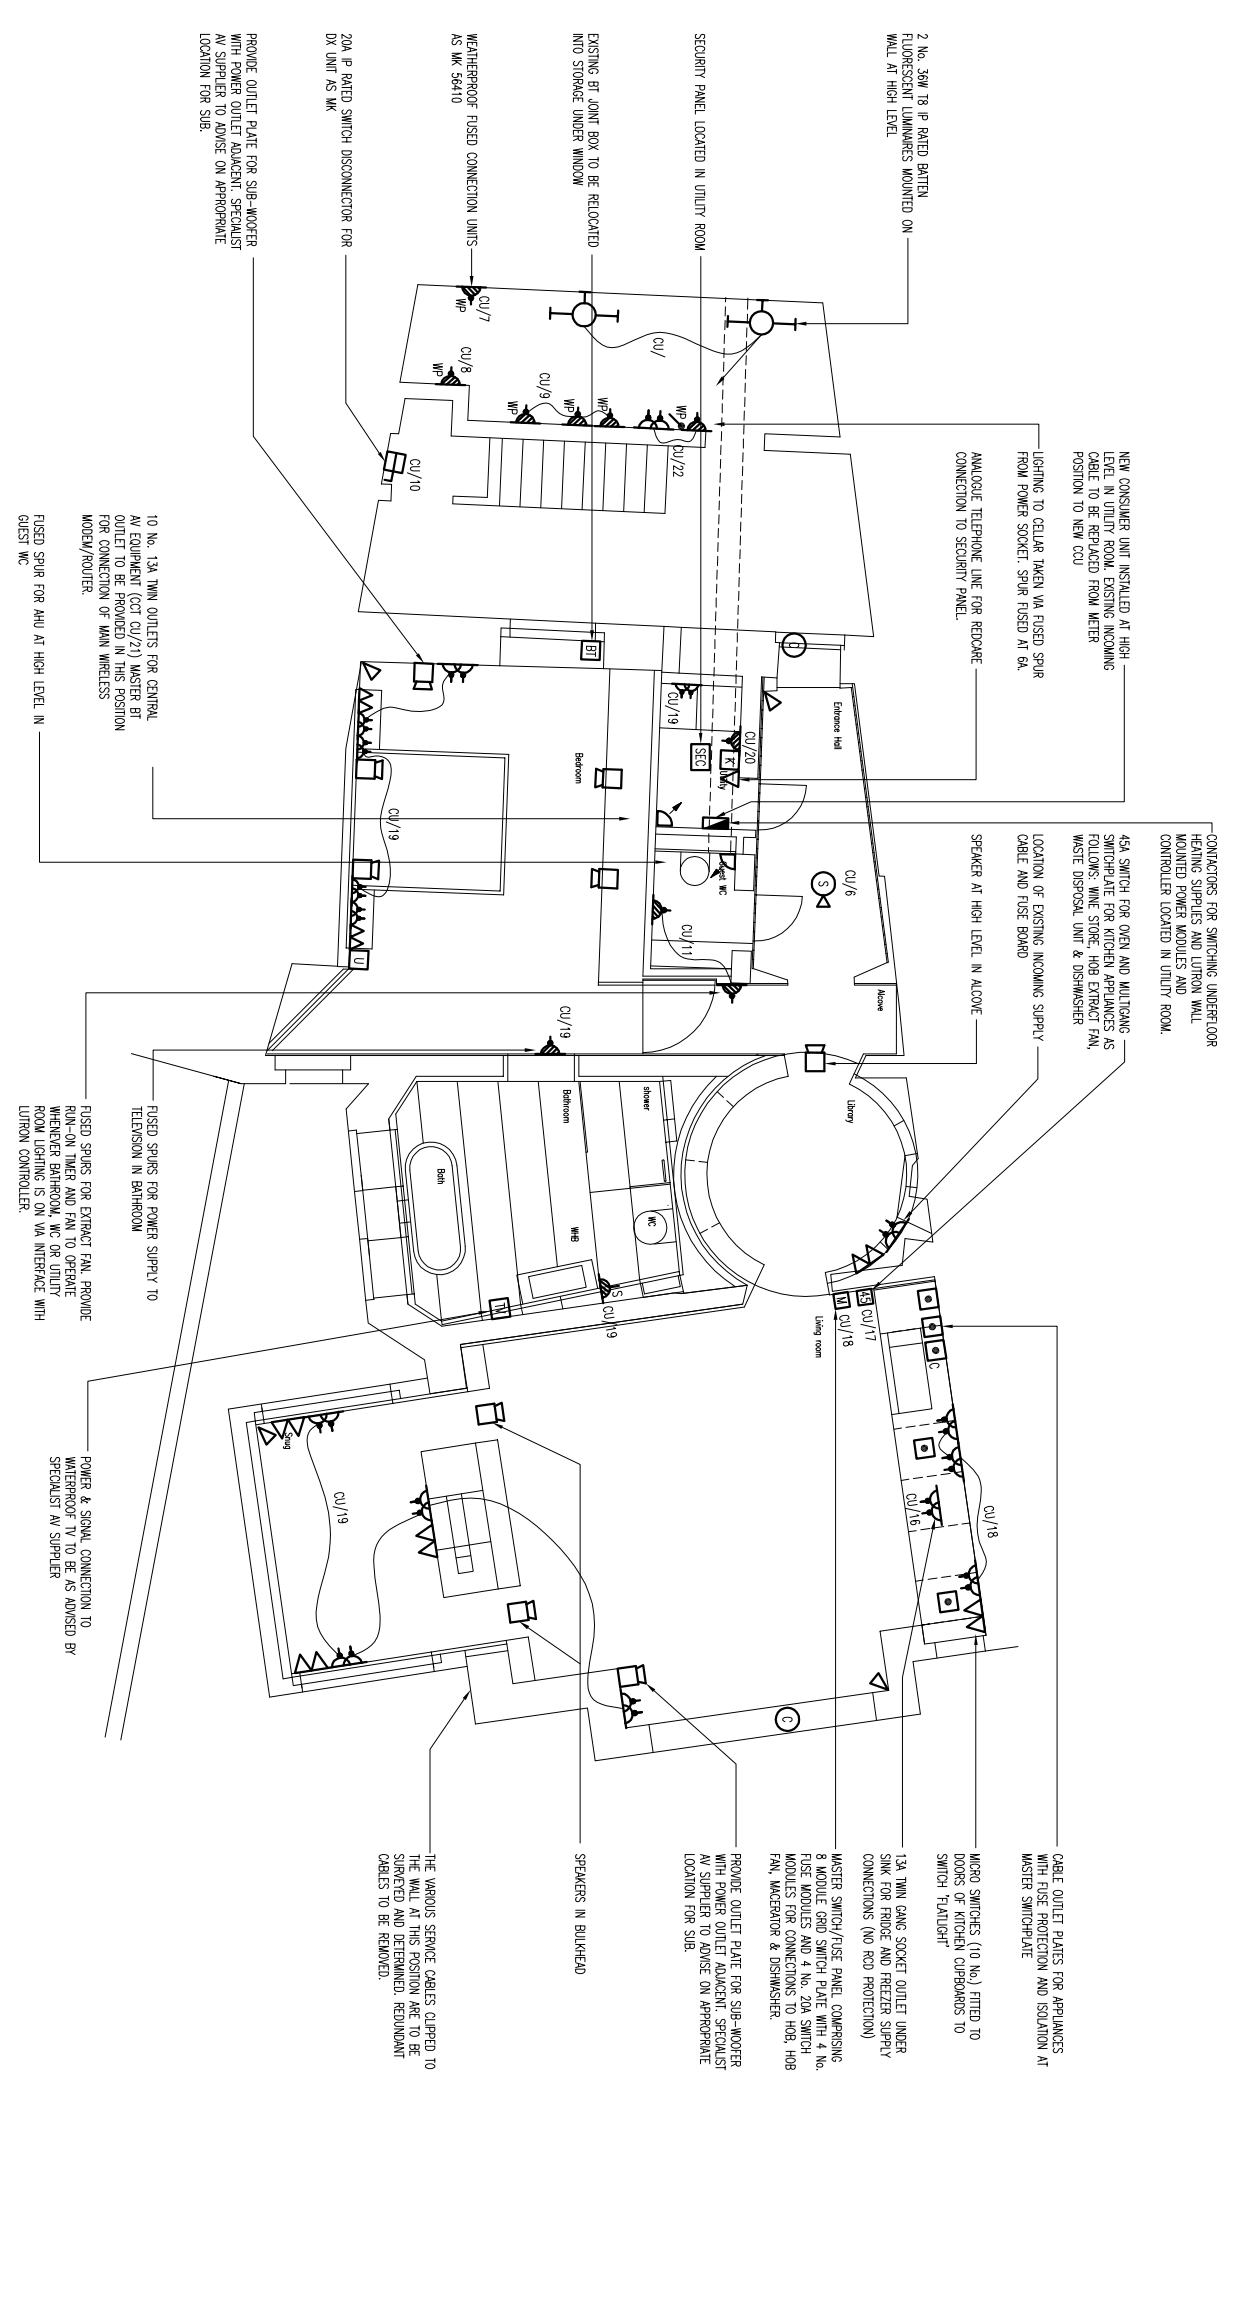 2 No. 36W T8 IP RATED BATTEN
FLUORESCENT LUMINAIRES MOUNTED ON
WALL AT HIGH LEVEL
SECURITY PANEL LOCATED IN UTILITY ROOM
EXISTING BT JOINT BOX TO BE RELOCATED
INTO STORAGE UNDER WINDOW
WEATHERPROOF FUSED CONNECTION UNITS
AS MK 56410
20A IP RATED SWITCH DISCONNECTOR FOR
DX UNIT AS MK
PROVIDE OUTLET PLATE FOR SUB-WOOFER
WITH POWER OUTLET ADJACENT. SPECIALIST
AV SUPPLIER TO ADVISE ON APPROPRIATE
LOCATION FOR SUB.
NEW CONSUMER UNIT INSTALLED AT HIGH
LEVEL IN UTILITY ROOM. EXISTING INCOMING
CABLE TO BE REPLACED FROM METER
POSITION TO NEW CCU
LIGHTING TO CELLAR TAKEN VIA FUSED SPUR
FROM POWER SOCKET. SPUR FUSED AT 6A.
ANALOGUE TELEPHONE LINE FOR REDCARE
CONNECTION TO SECURITY PANEL.
10 No. 13A TWIN OUTLETS FOR CENTRAL
AV EQUIPMENT (CCT CU/21) MASTER BT
OUTLET TO BE PROVIDED IN THIS POSITION
FOR CONNECTION OF MAIN WIRELESS
MODEM/ROUTER.
FUSED SPUR FOR AHU AT HIGH LEVEL IN
GUEST WC
CONTACTORS FOR SWITCHING UNDERFLOOR
HEATING SUPPLIES AND LUTRON WALL
MOUNTED POWER MODULES AND
CONTROLLER LOCATED IN UTILITY ROOM.
45A SWITCH FOR OVEN AND MULTIGANG
SWITCHPLATE FOR KITCHEN APPLIANCES AS
FOLLOWS: WINE STORE, HOB EXTRACT FAN,
WASTE DISPOSAL UNIT & DISHWASHER
LOCATION OF EXISTING INCOMING SUPPLY
CABLE AND FUSE BOARD
SPEAKER AT HIGH LEVEL IN ALCOVE
CU/7
WP
CU/8
WP
CU/
CU/9
WP
WP
WP
WP
CU/22
CU/10
BT
C
Entrance Hall
CU/19
CU/20
SEC
K
Utility
Bedroom
CU/19
Guest WC
S
CU/6
CU/11
U
Alcove
CU/19
Library
shower
Bathroom
Bath
WC
WHB
S
CU/19
TV
M
45
CU/17
CU/18
Living room
C
CU/16
CU/18
Snug
CU/19
C
FUSED SPURS FOR POWER SUPPLY TO
TELEVISION IN BATHROOM
FUSED SPURS FOR EXTRACT FAN. PROVIDE
RUN-ON TIMER AND FAN TO OPERATE
WHENEVER BATHROOM, WC OR UTILITY
ROOM LIGHTING IS ON VIA INTERFACE WITH
LUTRON CONTROLLER.
POWER & SIGNAL CONNECTION TO
WATERPROOF TV TO BE AS ADVISED BY
SPECIALIST AV SUPPLIER
CABLE OUTLET PLATES FOR APPLIANCES
WITH FUSE PROTECTION AND ISOLATION AT
MASTER SWITCHPLATE
MICRO SWITCHES (10 No.) FITTED TO
DOORS OF KITCHEN CUPBOARDS TO
SWITCH 'FLATLIGHT'
13A TWIN GANG SOCKET OUTLET UNDER
SINK FOR FRIDGE AND FREEZER SUPPLY
CONNECTIONS (NO RCD PROTECTION)
MASTER SWITCH/FUSE PANEL COMPRISING
8 MODULE GRID SWITCH PLATE WITH 4 No.
FUSE MODULES AND 4 No. 20A SWITCH
MODULES FOR CONNECTIONS TO HOB, HOB
FAN, MACERATOR & DISHWASHER.
PROVIDE OUTLET PLATE FOR SUB-WOOFER
WITH POWER OUTLET ADJACENT. SPECIALIST
AV SUPPLIER TO ADVISE ON APPROPRIATE
LOCATION FOR SUB.
SPEAKERS IN BULKHEAD
THE VARIOUS SERVICE CABLES CLIPPED TO
THE WALL AT THIS POSITION ARE TO BE
SURVEYED AND DETERMINED. REDUNDANT
CABLES TO BE REMOVED.